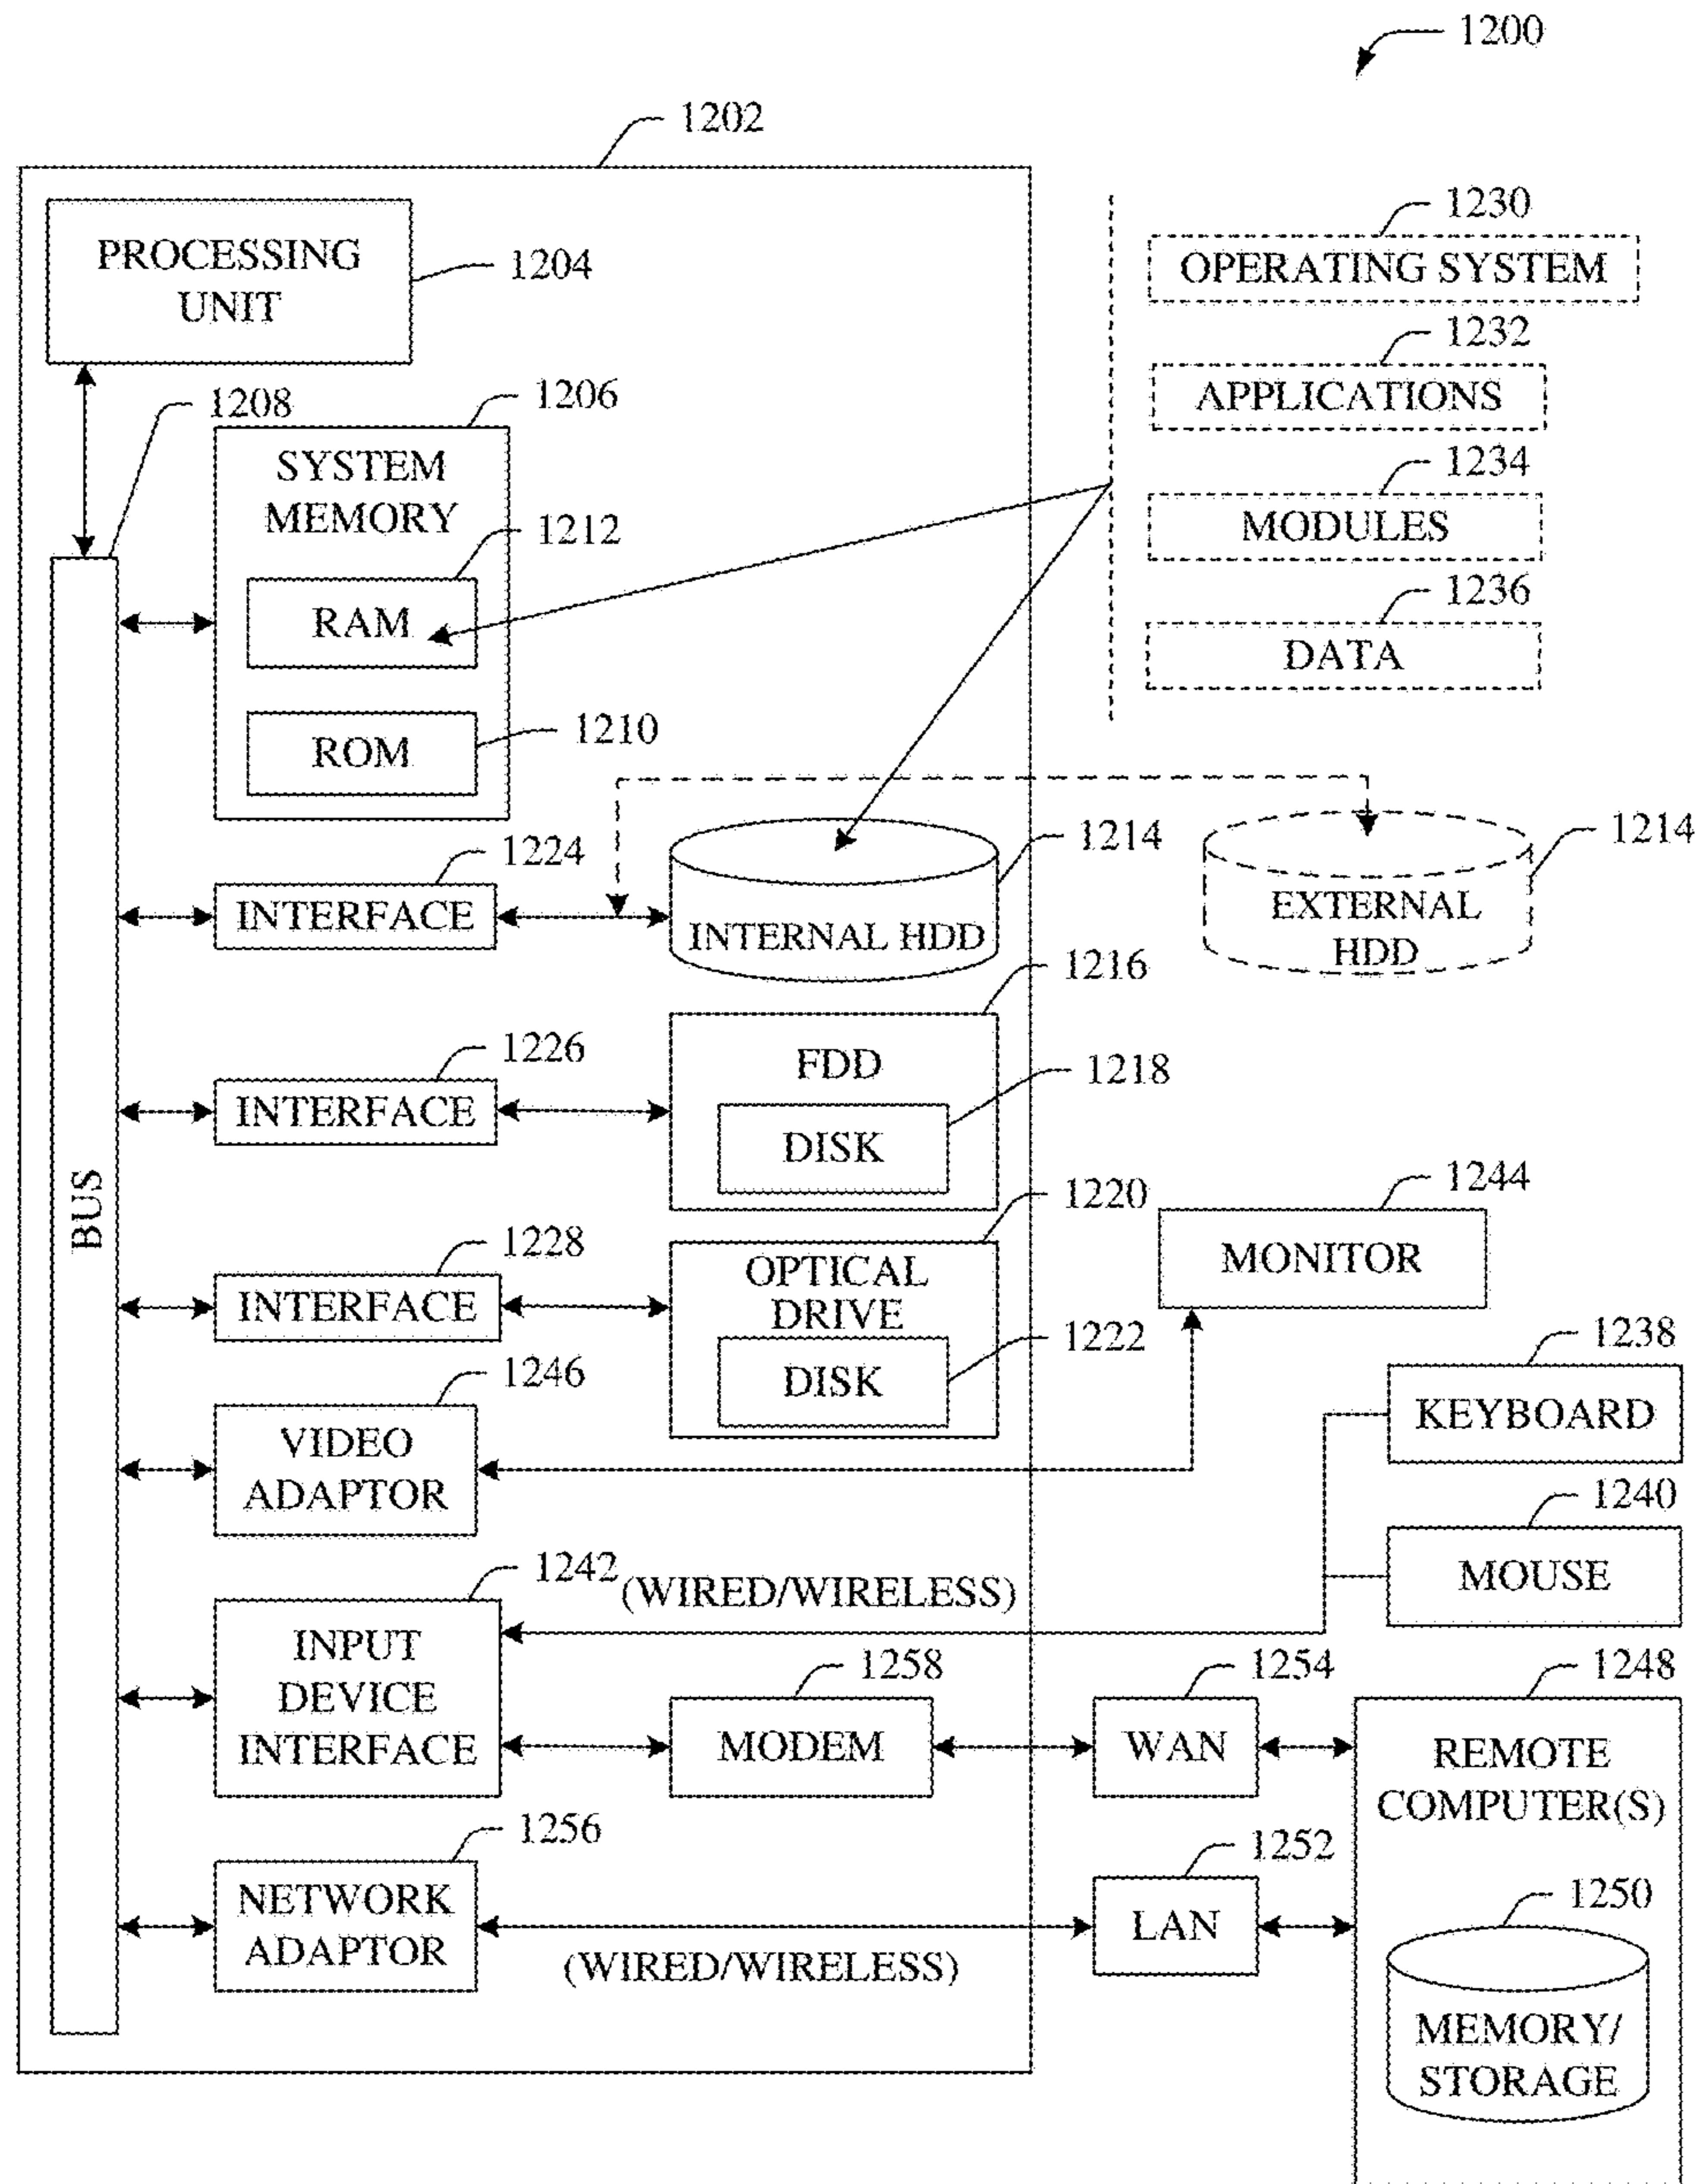 1200
1202
PROCESSING
UNIT
1204
1230
OPERATING SYSTEM
1232
APPLICATIONS
1234
MODULES
1236
DATA
1208
1206
SYSTEM
MEMORY
1212
RAM
1210
ROM
1224
INTERFACE
1214
INTERNAL HDD
1214
EXTERNAL
HDD
1226
INTERFACE
1216
FDD
1218
DISK
BUS
1228
INTERFACE
1220
OPTICAL
DRIVE
1222
DISK
1244
MONITOR
1246
VIDEO
ADAPTOR
1238
KEYBOARD
1240
MOUSE
1242
(WIRED/WIRELESS)
INPUT
DEVICE
INTERFACE
1258
MODEM
1254
WAN
1248
REMOTE
COMPUTER(S)
1256
NETWORK
ADAPTOR
(WIRED/WIRELESS)
1252
LAN
1250
MEMORY/
STORAGE